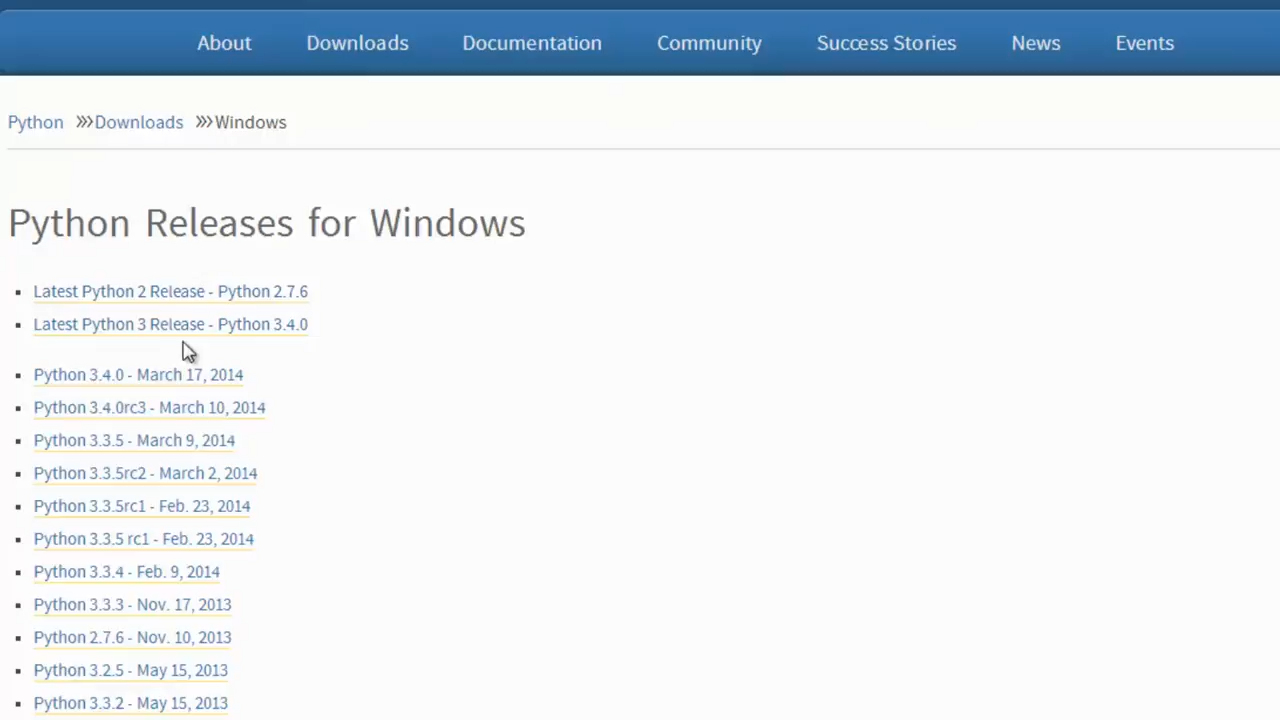 About Downloads Documentation Community Success Stories News Events
Python »» Downloads »» Windows
Python Releases for Windows
Latest Python 2 Release - Python 2.7.6
Latest Python 3 Release - Python 3.4.0
Python 3.4.0 - March 17, 2014
Python 3.4.0rc3 - March 10, 2014
Python 3.3.5 - March 9, 2014
Python 3.3.5rc2 - March 2, 2014
Python 3.3.5rc1 - Feb. 23, 2014
Python 3.3.5 rc1 - Feb. 23, 2014
Python 3.3.4 - Feb. 9, 2014
Python 3.3.3 - Nov. 17, 2013
Python 2.7.6 - Nov. 10, 2013
Python 3.2.5 - May 15, 2013
Python 3.3.2 - May 15, 2013